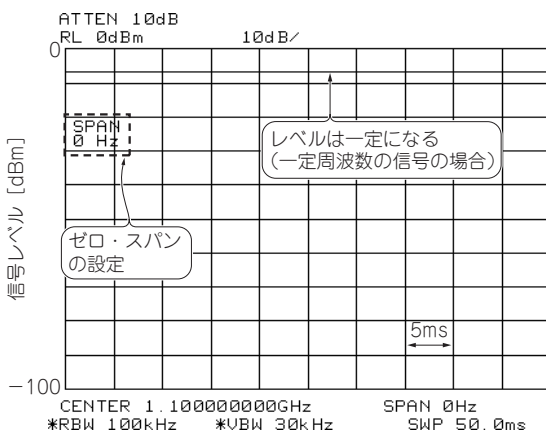 ATTEN 10dB
RL 0dBm 10dB/
0
SPAN
0 Hz
レベルは一定になる
(一定周波数の信号の場合)
信号レベル [dBm]
ゼロ・スパン
の設定
5ms
-100
CENTER 1.100000000GHz SPAN 0Hz
*RBW 100kHz *VBW 30kHz SWP 50.0ms